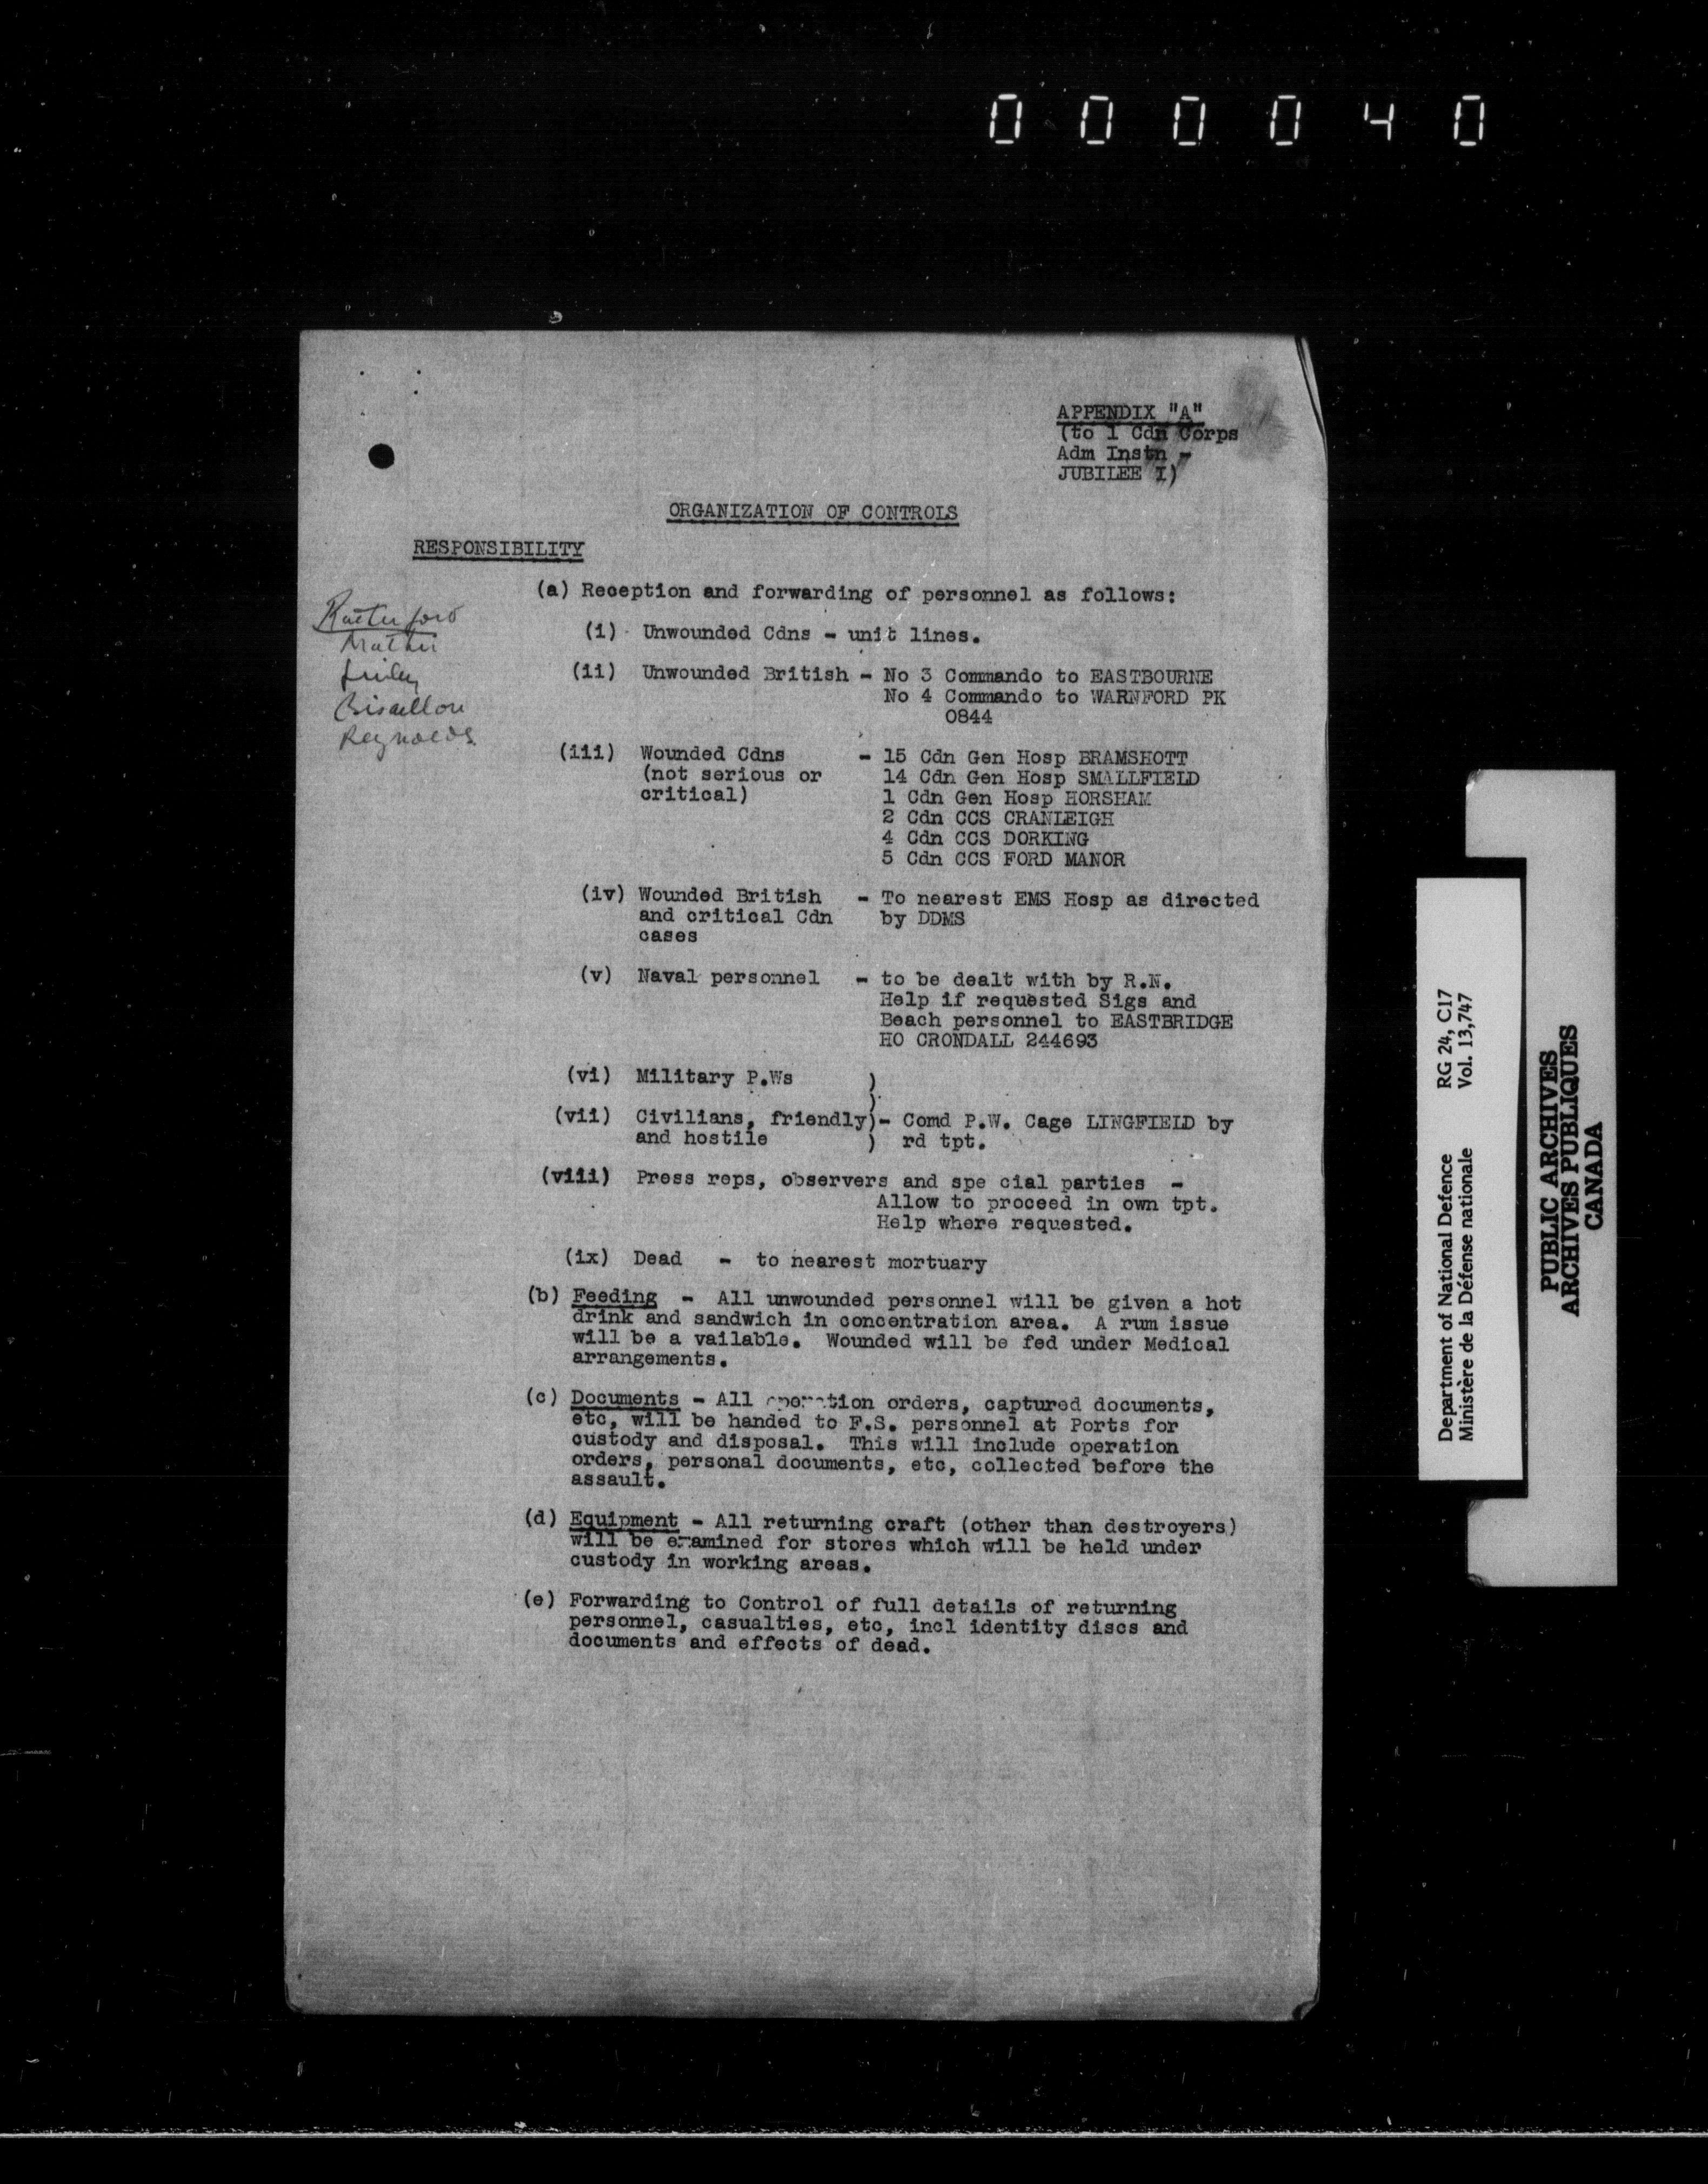 0 0 0 0 4 0
APPENDIX "A"
(to 1 Cdn Corps
Adm Instn -
JUBILEE I)
ORGANIZATION OF CONTROLS
RESPONSIBILITY
(a) Reception and forwarding of personnel as follows:
(i) Unwounded Cdns - unit lines.
(ii) Unwounded British - No 3 Commando to EASTBOURNE
No 4 Commando to WARNFORD PK
0844
(iii) Wounded Cdns - 15 Cdn Gen Hosp BRAMSHOTT
(not serious or 14 Cdn Gen Hosp SMALLFIELD
critical) 1 Cdn Gen Hosp HORSHAM
2 Cdn CCS CRANLEIGH
4 Cdn CCS DORKING
5 Cdn CCS FORD MANOR
(iv) Wounded British - To nearest EMS Hosp as directed
and critical Cdn by DDMS
cases
(v) Naval personnel - to be dealt with by R.N.
Help if requested Sigs and
Beach personnel to EASTBRIDGE
HO CRONDALL 244693
(vi) Military P.Ws )
)
(vii) Civilians, friendly)- Comd P.W. Cage LINGFIELD by
and hostile ) rd tpt.
(viii) Press reps, observers and spe cial parties -
Allow to proceed in own tpt.
Help where requested.
(ix) Dead - to nearest mortuary
(b) Feeding - All unwounded personnel will be given a hot
drink and sandwich in concentration area. A rum issue
will be a vailable. Wounded will be fed under Medical
arrangements.
(c) Documents - All operation orders, captured documents,
etc, will be handed to F.S. personnel at Ports for
custody and disposal. This will include operation
orders, personal documents, etc, collected before the
assault.
(d) Equipment - All returning craft (other than destroyers)
will be examined for stores which will be held under
custody in working areas.
(e) Forwarding to Control of full details of returning
personnel, casualties, etc, incl identity discs and
documents and effects of dead.
Bisaillon
Reynolds
Department of National Defence RG 24, C17
Ministère de la Défense nationale Vol. 13,747
PUBLIC ARCHIVES
ARCHIVES PUBLIQUES
CANADA